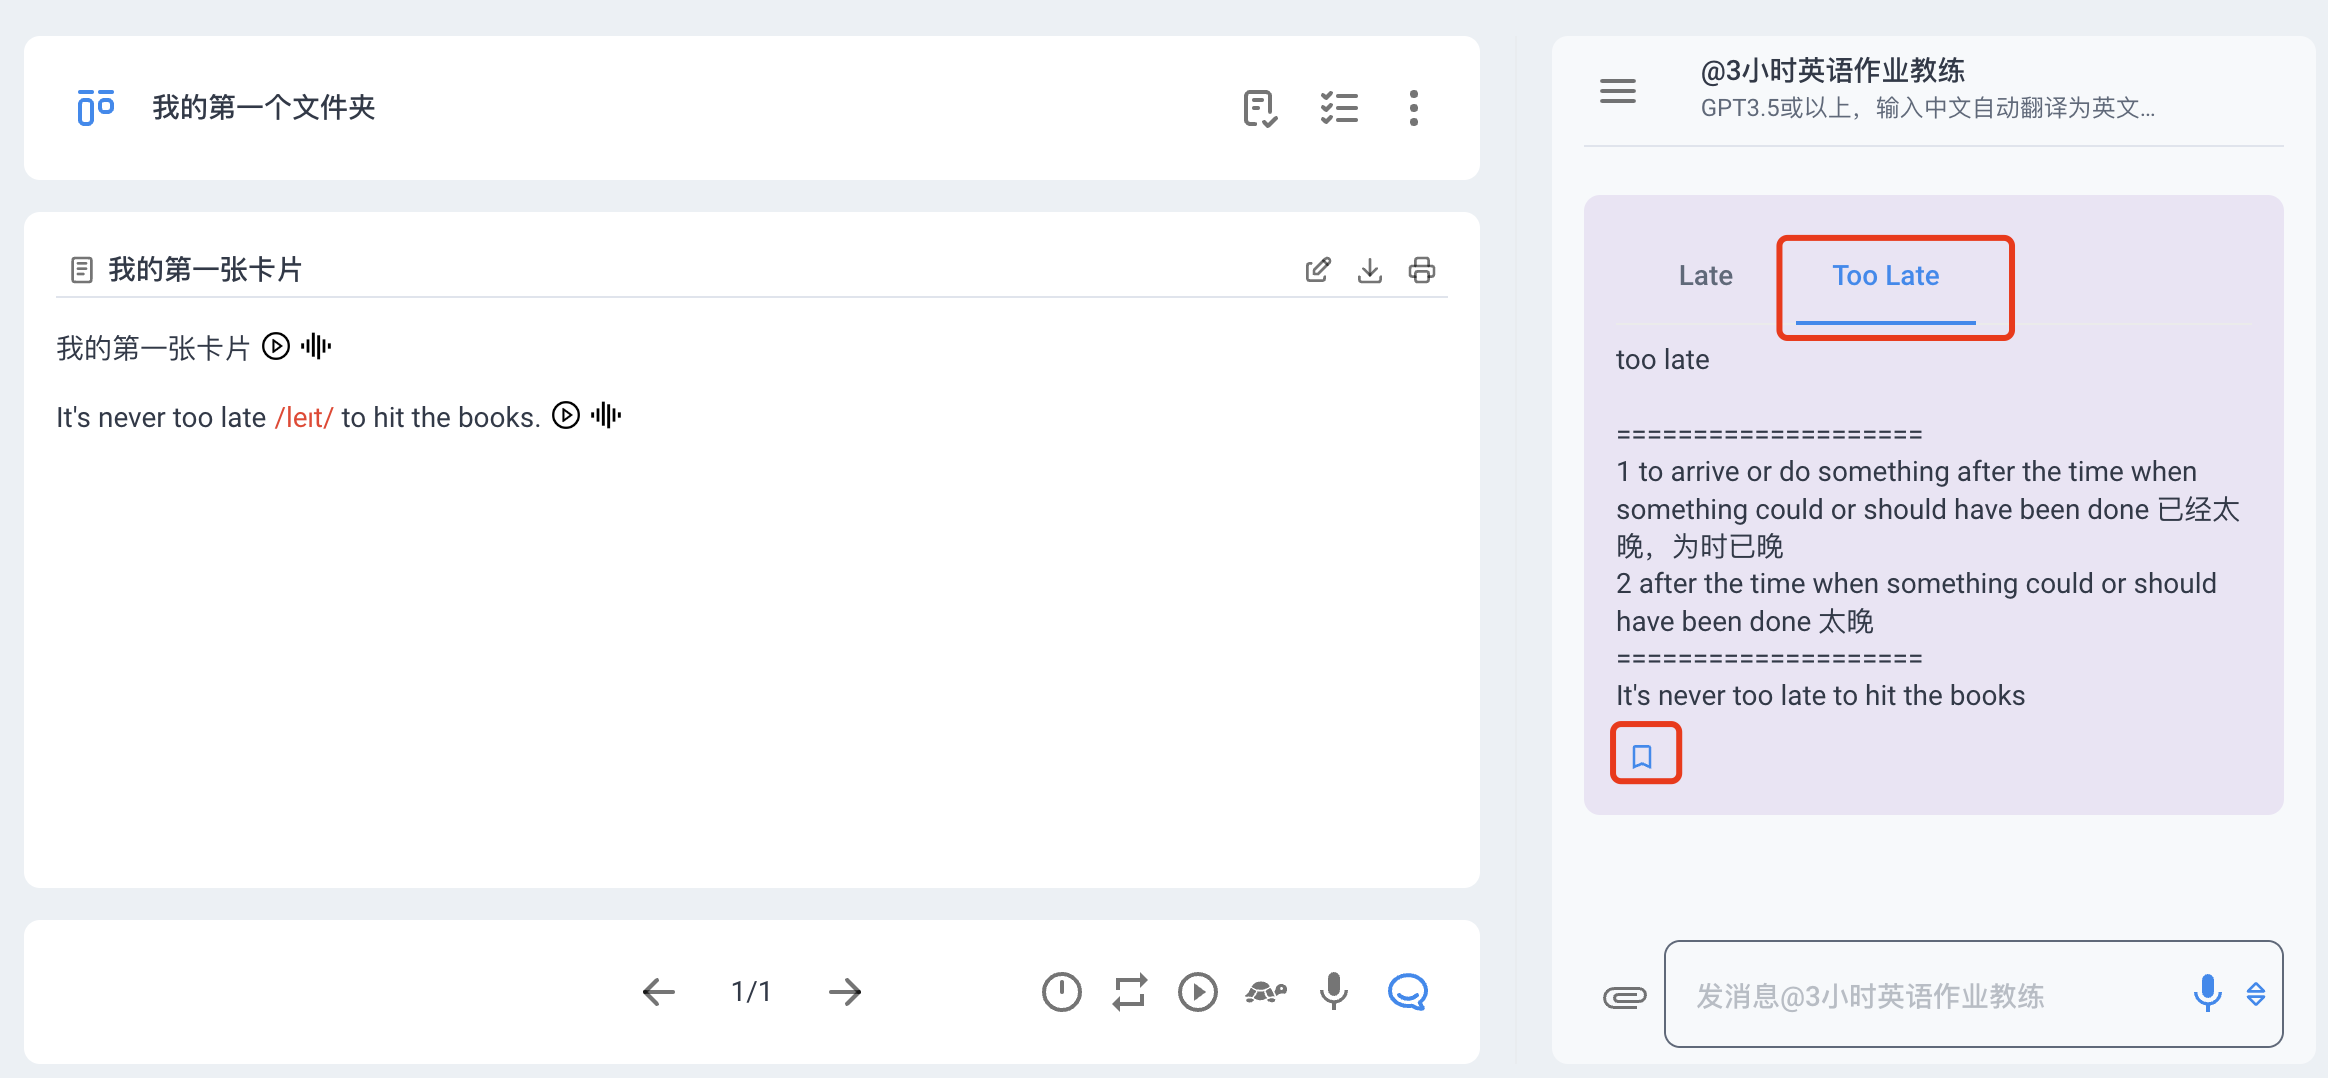 我的第一个文件夹
我的第一张卡片
我的第一张卡片
It's never too late /leɪt/ to hit the books.
1/1
@3小时英语作业教练
GPT3.5或以上，输入中文自动翻译为英文...
Late
Too Late
too late
====================
1 to arrive or do something after the time when
something could or should have been done 已经太
晚，为时已晚
2 after the time when something could or should
have been done 太晚
====================
It's never too late to hit the books
发消息@3小时英语作业教练